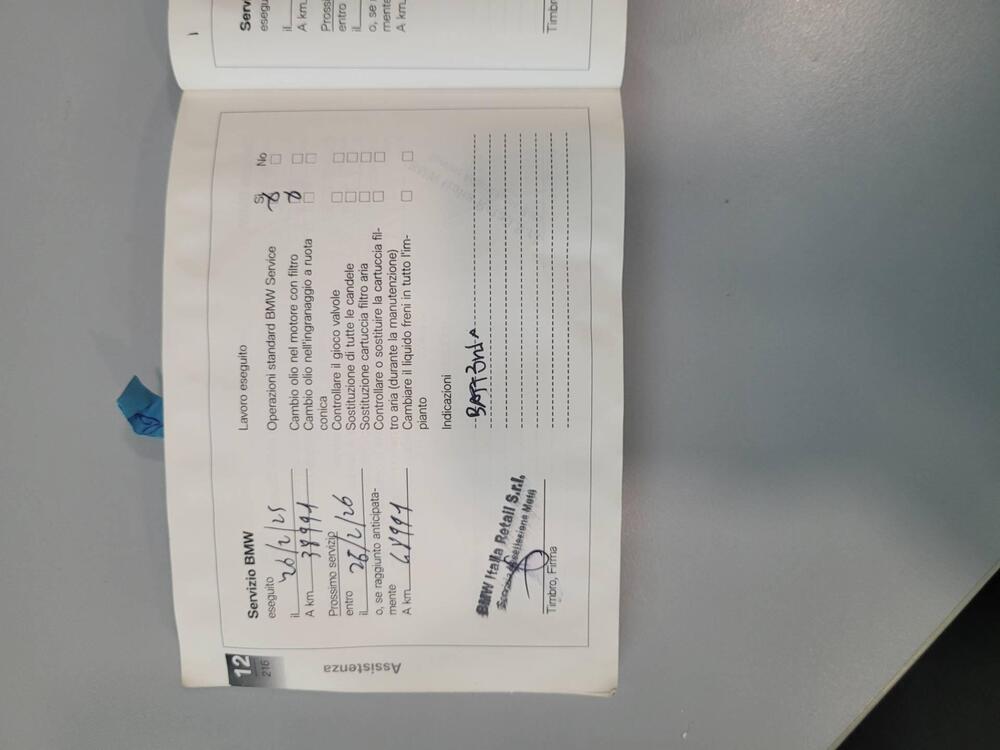 12
216
Assistenza
Servizio BMW
eseguito
il 26/2/25
A km
Prossimo servizio
entro
il 26/2/26
o, se raggiunto anticipata-
mente
A km
BMW Italia Retail S.r.l.
Timbro, Firma
Lavoro eseguito
Sì No
Operazioni standard BMW Service
Cambio olio nel motore con filtro
Cambio olio nell'ingranaggio a ruota
conica
Controllare il gioco valvole
Sostituzione di tutte le candele
Sostituzione cartuccia filtro aria
Controllare o sostituire la cartuccia fil-
tro aria (durante la manutenzione)
Cambiare il liquido freni in tutto l'im-
pianto
Indicazioni
Serv
eseg
il
A km
Prossi
entro
il
o, se
mente
A km
Timbr